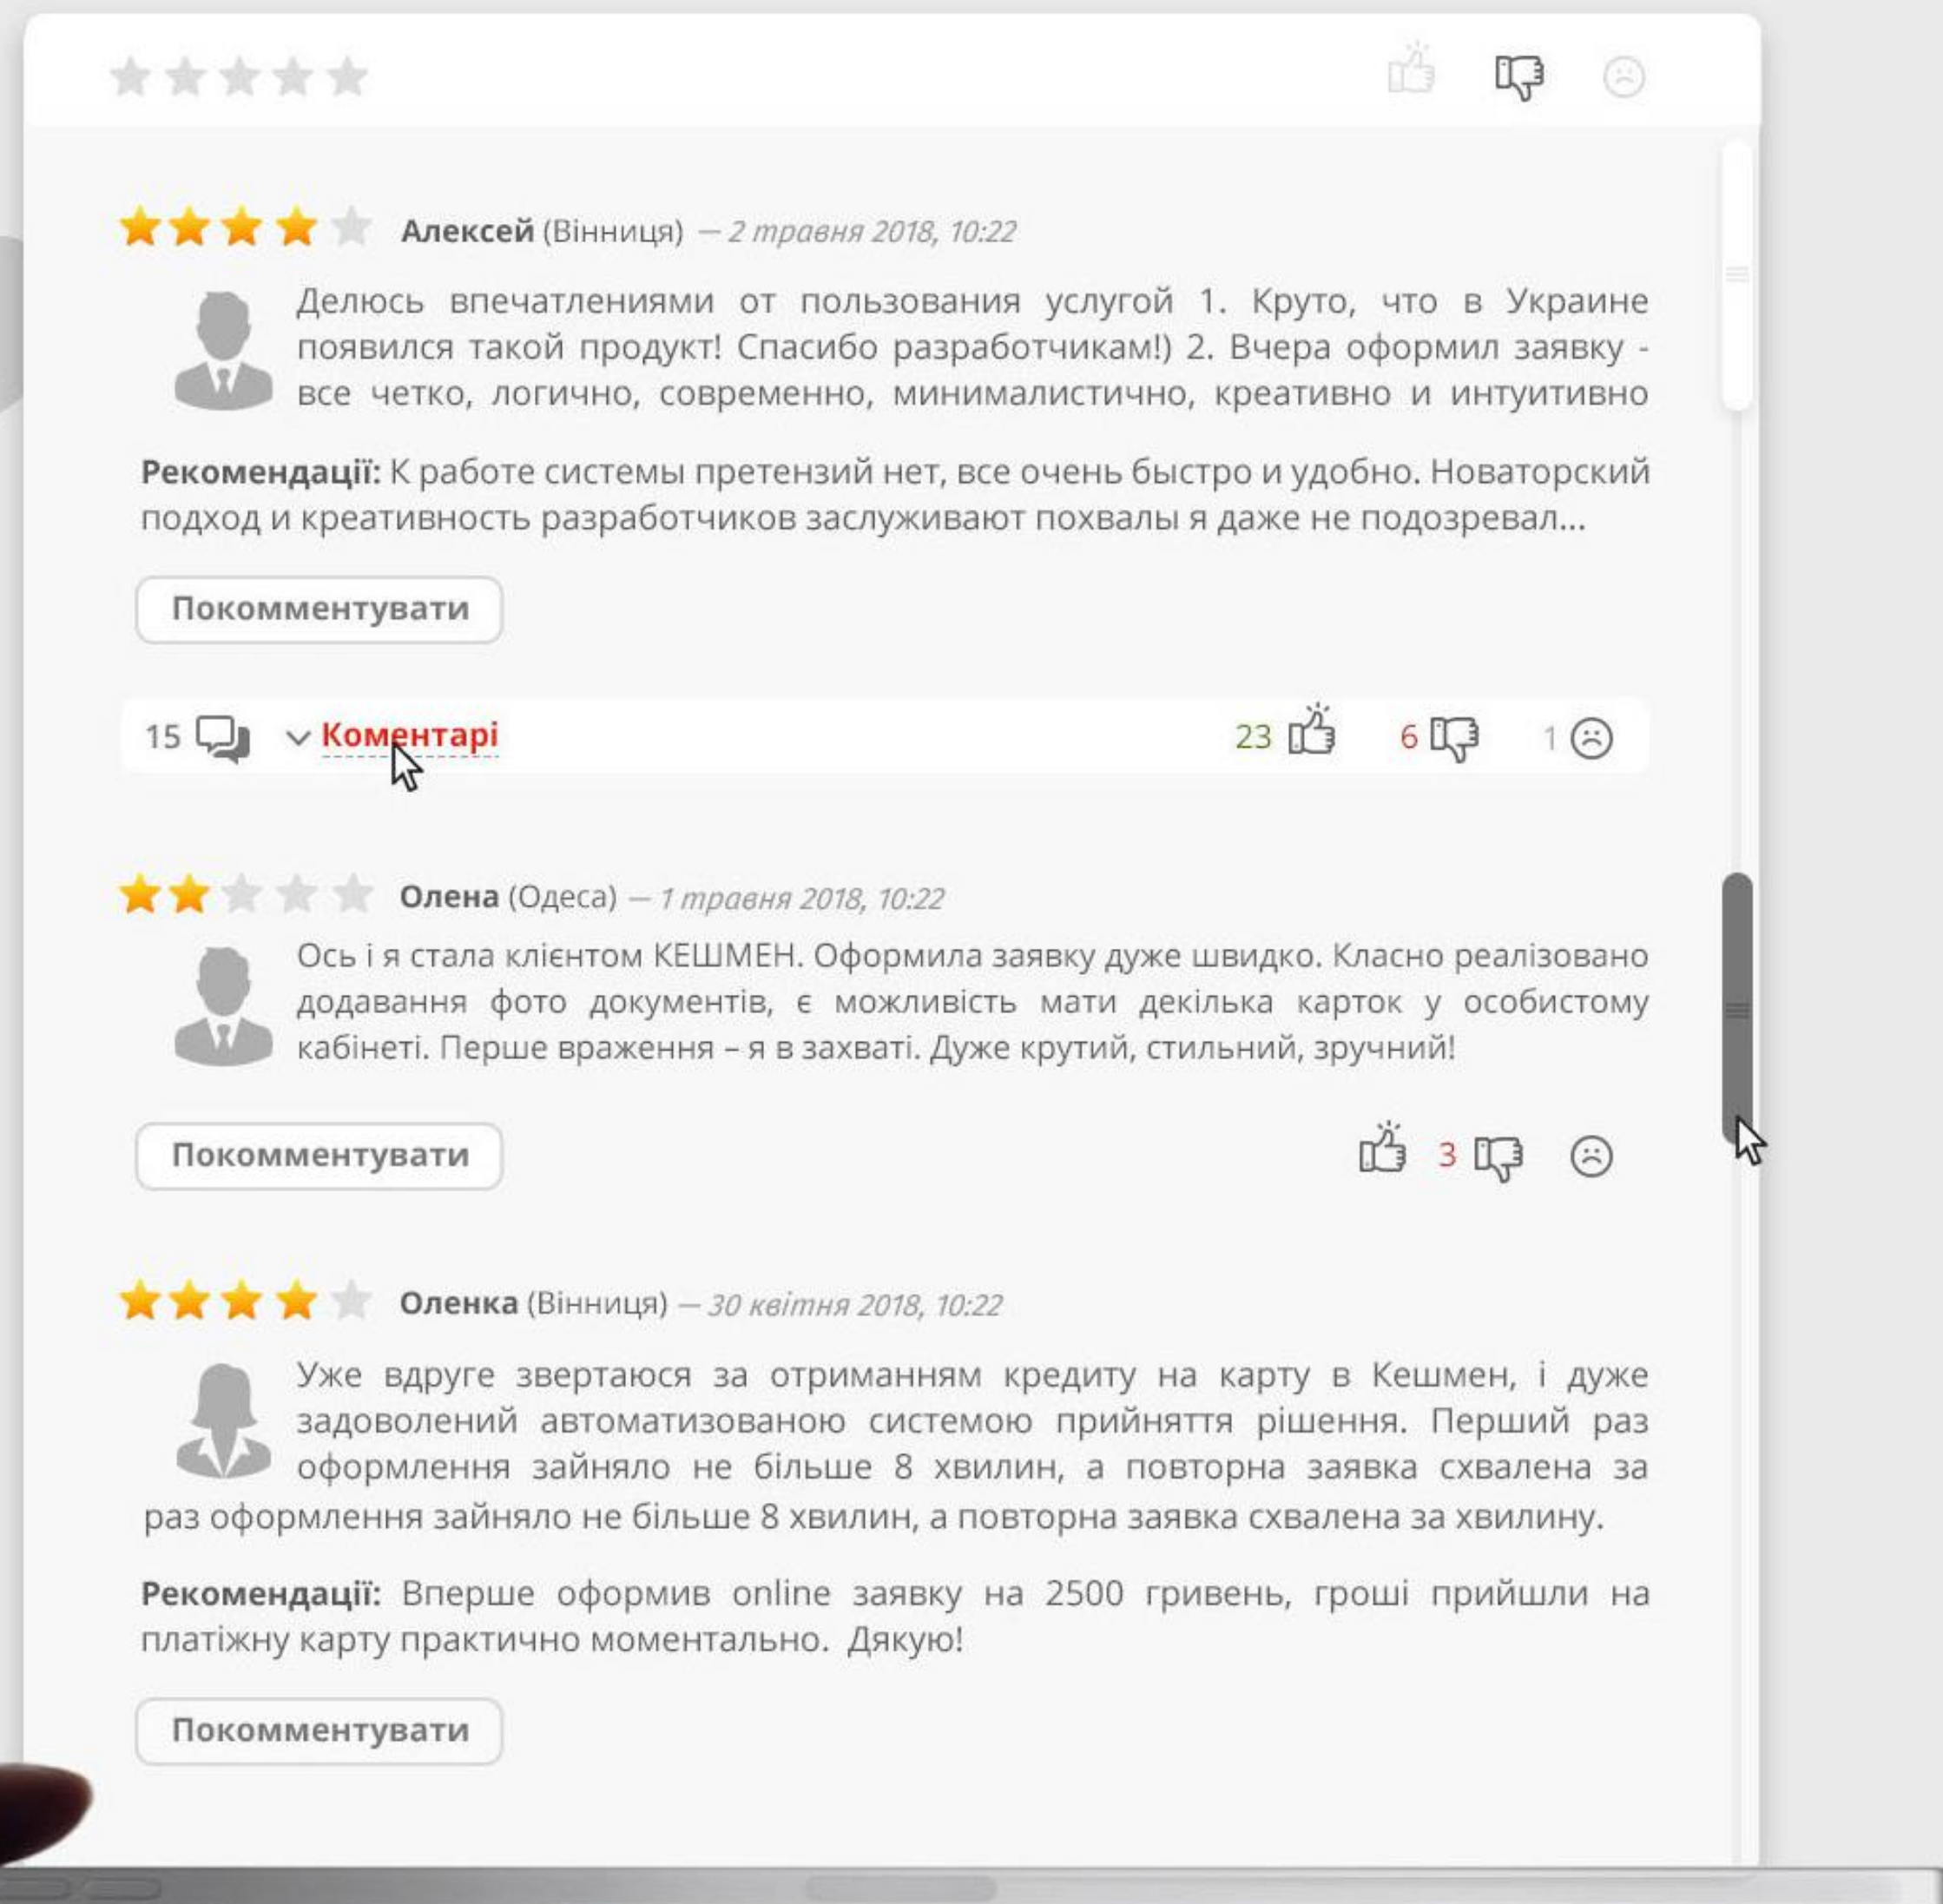 Алексей (Вінниця) — 2 травня 2018, 10:22
Делюсь впечатлениями от пользования услугой 1. Круто, что в Украине
появился такой продукт! Спасибо разработчикам!) 2. Вчера оформил заявку -
все четко, логично, современно, минималистично, креативно и интуитивно
Рекомендації: К работе системы претензий нет, все очень быстро и удобно. Новаторский
подход и креативность разработчиков заслуживают похвалы я даже не подозревал...
Покомментувати
15 Коментарі 23 6 1
Олена (Одеса) — 1 травня 2018, 10:22
Ось і я стала клієнтом КЕШМЕН. Оформила заявку дуже швидко. Класно реалізовано
додавання фото документів, є можливість мати декілька карток у особистому
кабінеті. Перше враження – я в захваті. Дуже крутий, стильний, зручний!
Покомментувати 3
Оленка (Вінниця) — 30 квітня 2018, 10:22
Уже вдруге звертаюся за отриманням кредиту на карту в Кешмен, і дуже
задоволений автоматизованою системою прийняття рішення. Перший раз
оформлення зайняло не більше 8 хвилин, а повторна заявка схвалена за
раз оформлення зайняло не більше 8 хвилин, а повторна заявка схвалена за хвилину.
Рекомендації: Вперше оформив online заявку на 2500 гривень, гроші прийшли на
платіжну карту практично моментально. Дякую!
Покомментувати